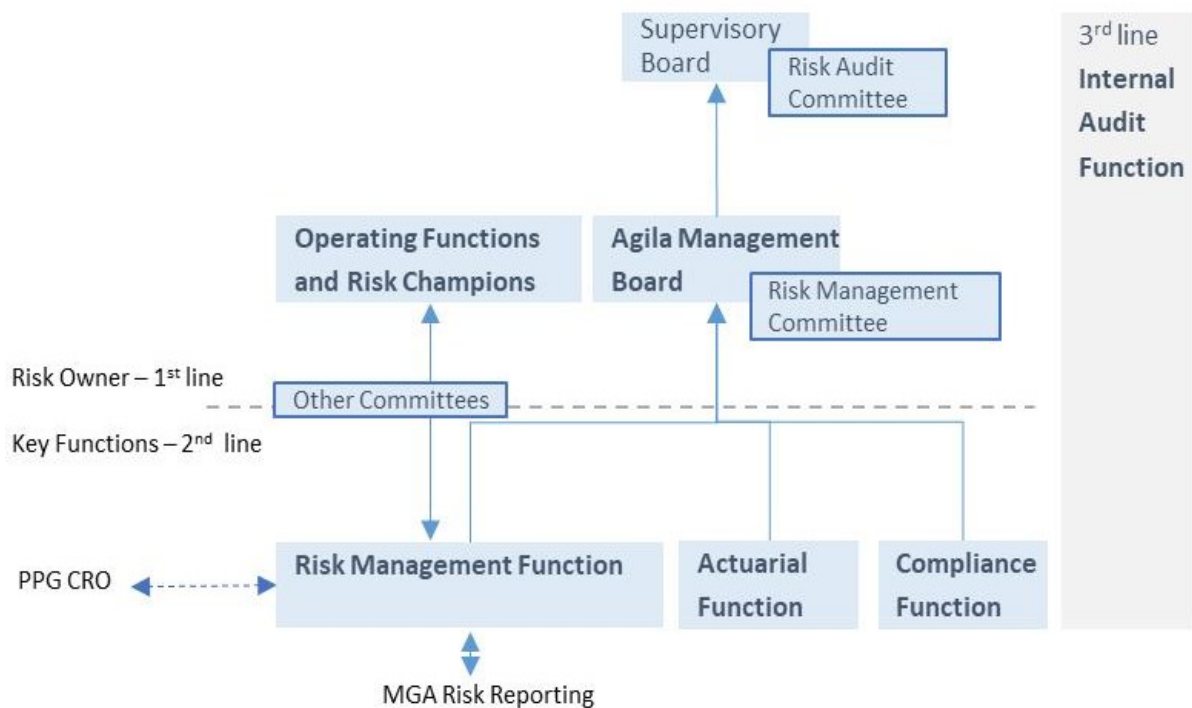 Supervisory
Board
Risk Audit
Committee
3rd line
Internal
Audit
Function
Operating Functions
and Risk Champions
Agila Management
Board
Risk Management
Committee
Risk Owner – 1st line
Other Committees
Key Functions – 2nd line
Risk Management Function
Actuarial
Function
Compliance
Function
PPG CRO
MGA Risk Reporting